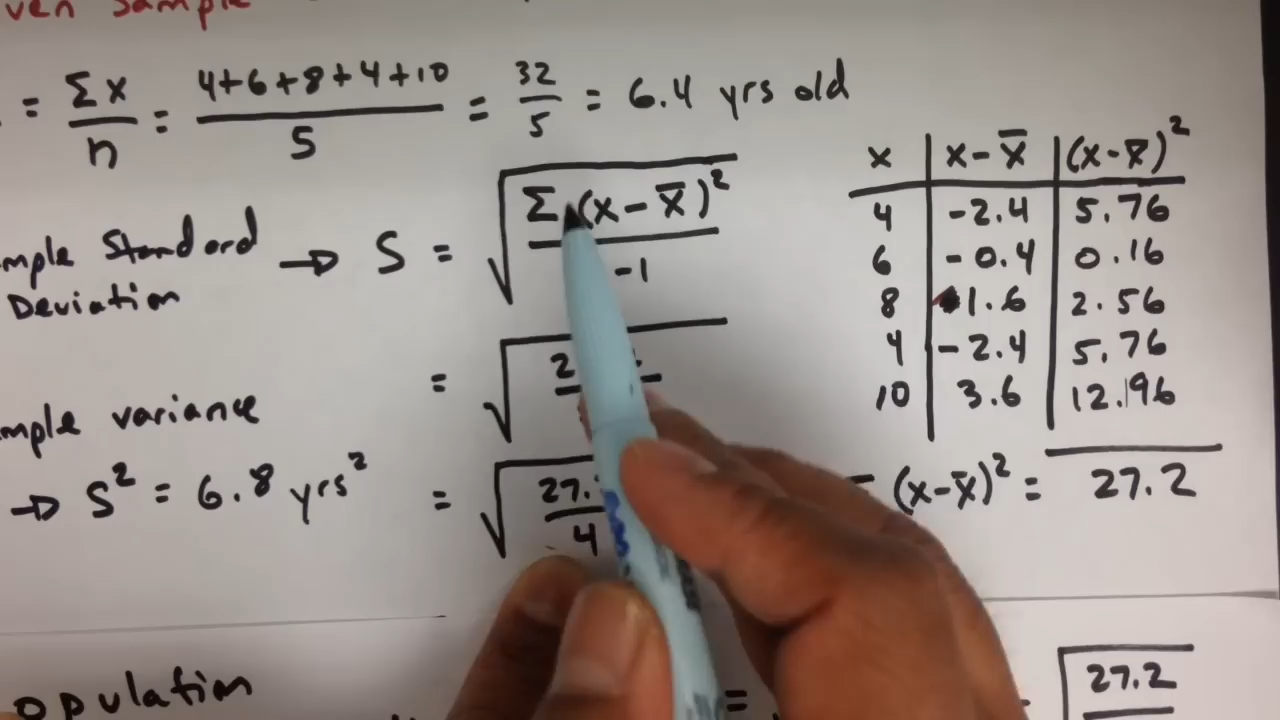 ven sample
= Σx/n = 4+6+8+4+10/5 = 32/5 = 6.4 yrs old
mple Standard Deviation → S = √Σ(x-x̄)²/-1
= √2
mple variance
→ S² = 6.8 yrs²
= √27./4
x | x-x̄ | (x-x̄)²
4 | -2.4 | 5.76
6 | -0.4 | 0.16
8 | 1.6 | 2.56
4 | -2.4 | 5.76
10 | 3.6 | 12.96
(x-x̄)² = 27.2
opulation
=
√27.2